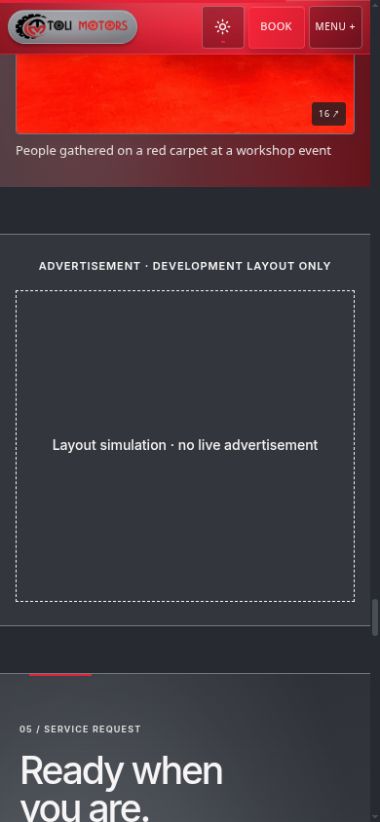 TOLI MOTORS
BOOK
MENU +
16 ↗
People gathered on a red carpet at a workshop event
ADVERTISEMENT · DEVELOPMENT LAYOUT ONLY
Layout simulation · no live advertisement
05 / SERVICE REQUEST
Ready when
you are.